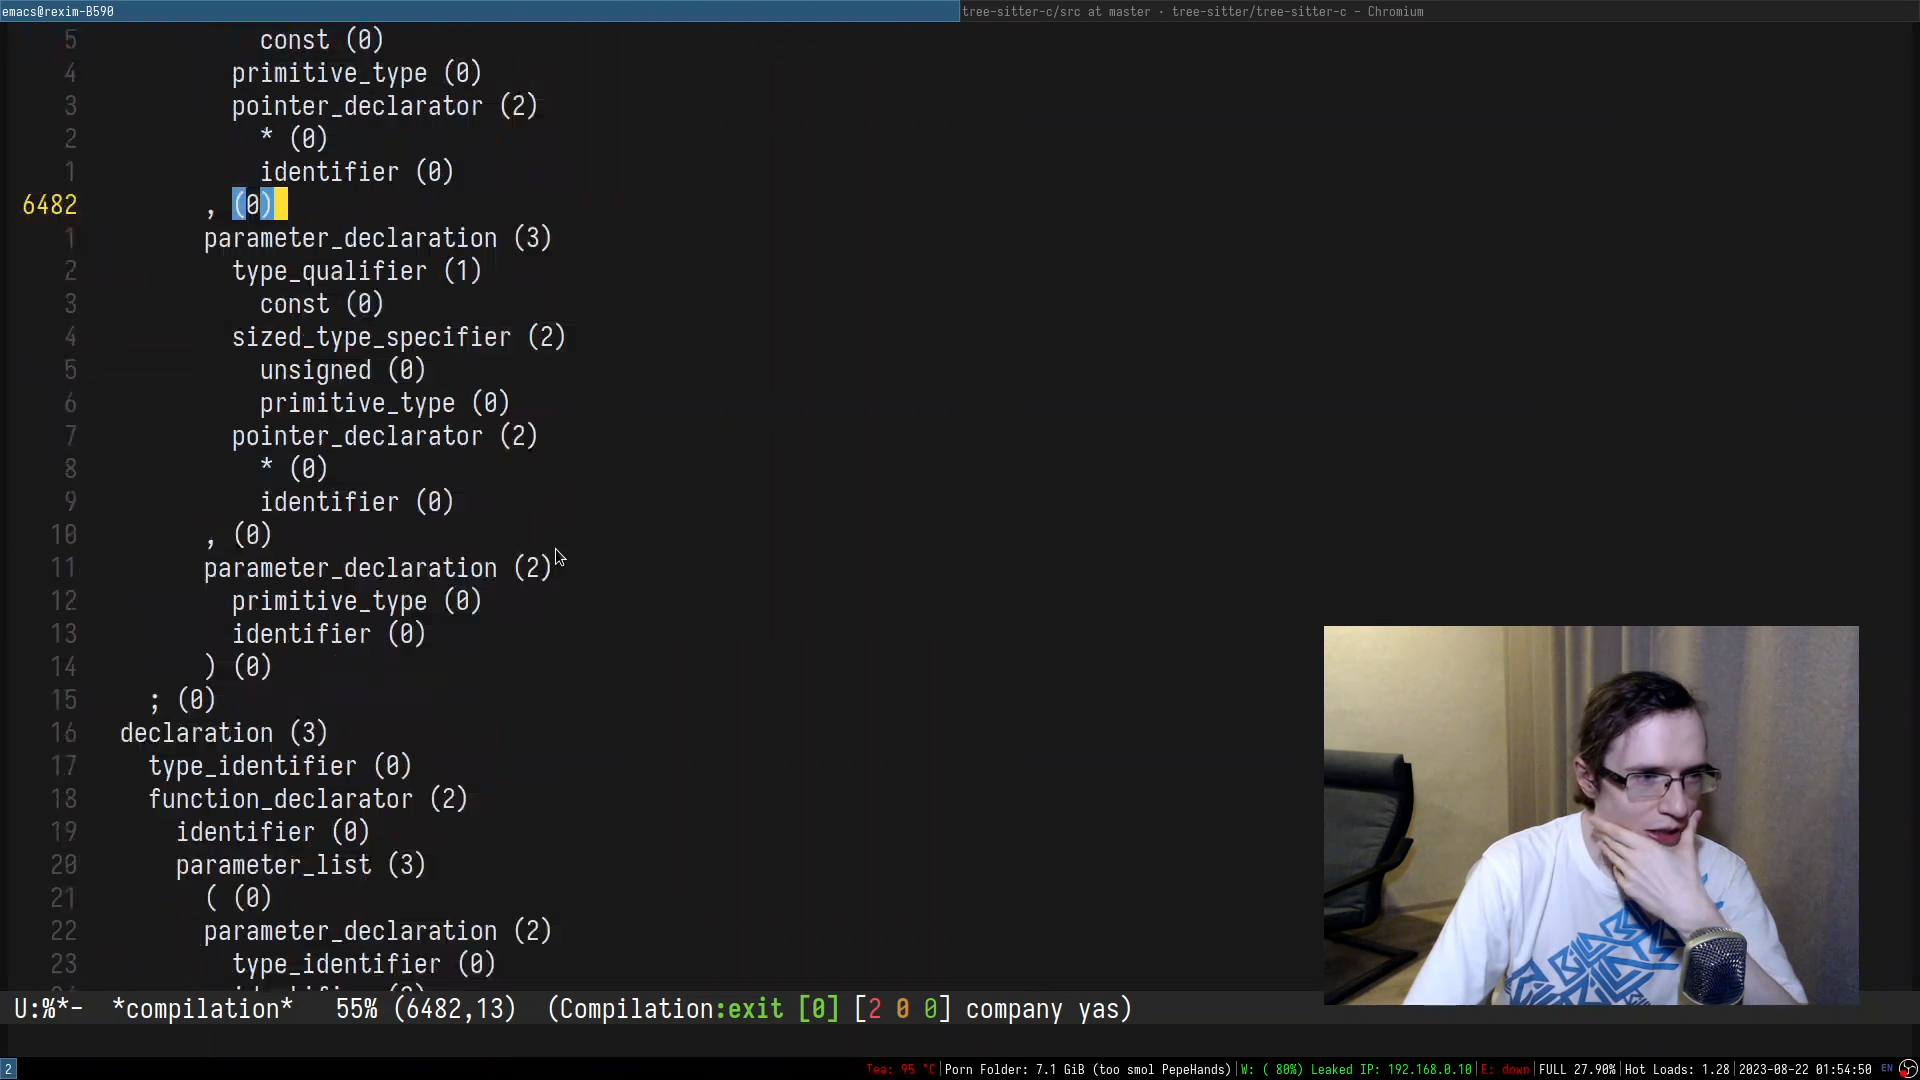 emacs@rexim-B590
tree-sitter-c/src at master · tree-sitter/tree-sitter-c - Chromium
5 const (0)
4 primitive_type (0)
3 pointer_declarator (2)
2 * (0)
1 identifier (0)
6482 , (0)
1 parameter_declaration (3)
2 type_qualifier (1)
3 const (0)
4 sized_type_specifier (2)
5 unsigned (0)
6 primitive_type (0)
7 pointer_declarator (2)
8 * (0)
9 identifier (0)
10 , (0)
11 parameter_declaration (2)
12 primitive_type (0)
13 identifier (0)
14 ) (0)
15 ; (0)
16 declaration (3)
17 type_identifier (0)
18 function_declarator (2)
19 identifier (0)
20 parameter_list (3)
21 ( (0)
22 parameter_declaration (2)
23 type_identifier (0)
U:%*- *compilation* 55% (6482,13) (Compilation:exit [0] [2 0 0] company yas)
2
Tea: 95 °C|Porn Folder: 7.1 GiB (too smol PepeHands)|W: ( 80%) Leaked IP: 192.168.0.10|E: down|FULL 27.90%|Hot Loads: 1.28|2023-08-22 01:54:50 EN